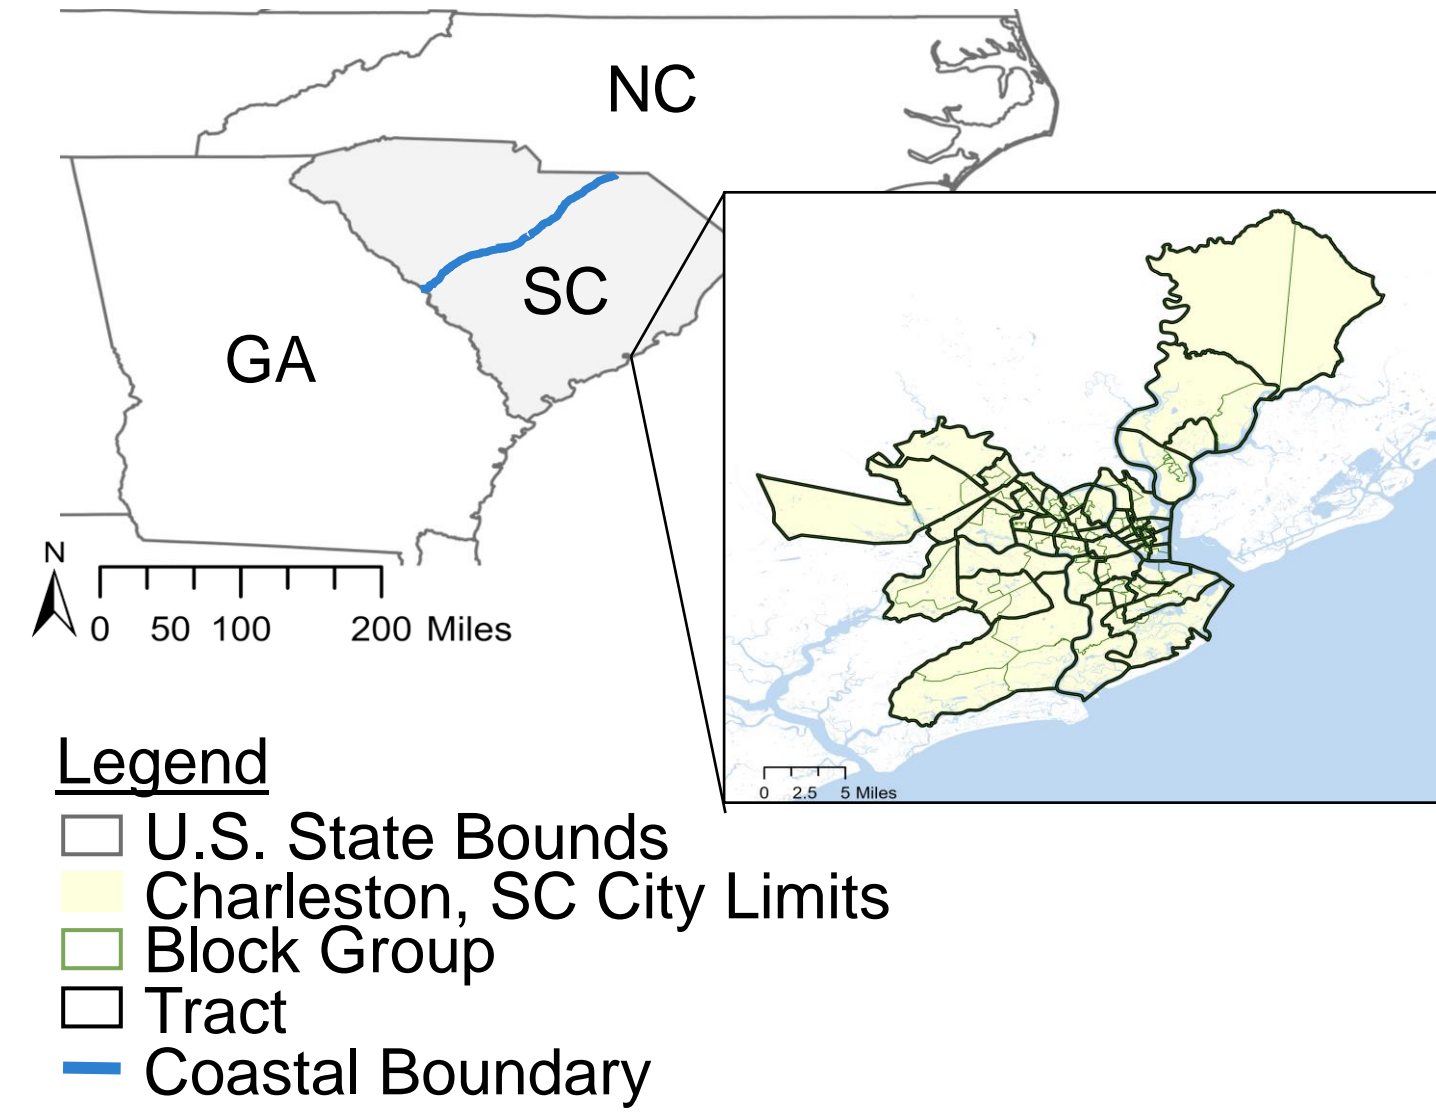 NC
SC
GA
N
0 50 100 200 Miles
0 2.5 5 Miles
Legend
U.S. State Bounds
Charleston, SC City Limits
Block Group
Tract
Coastal Boundary